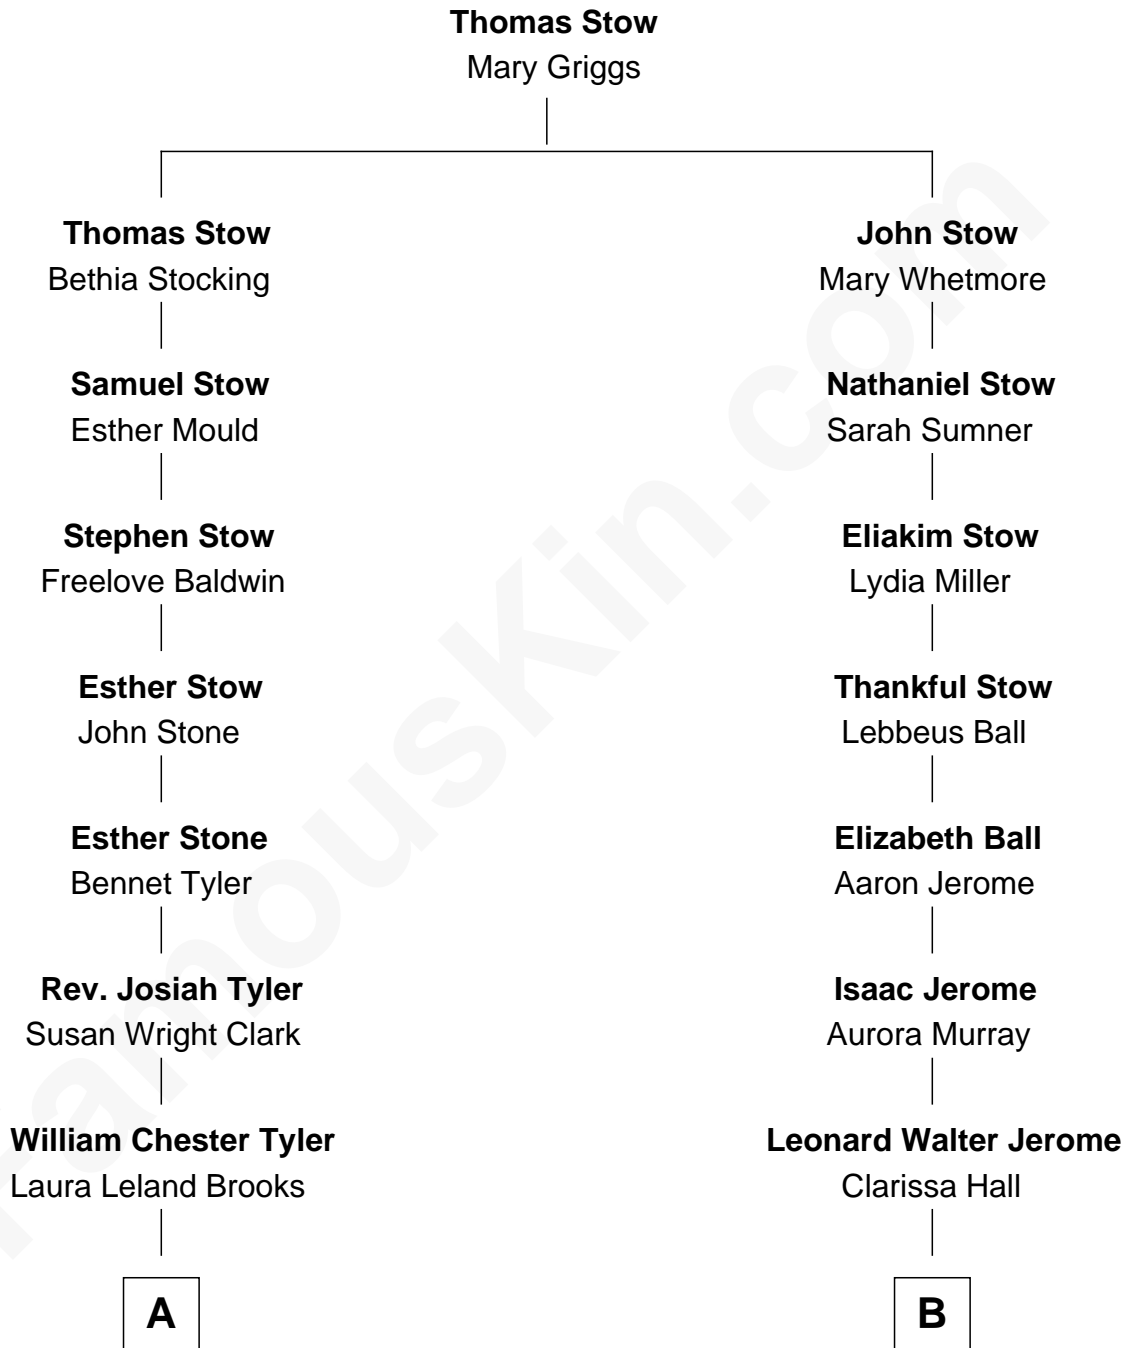 Thomas Stow
Mary Griggs
Thomas Stow
Bethia Stocking
John Stow
Mary Whetmore
Samuel Stow
Esther Mould
Nathaniel Stow
Sarah Sumner
Stephen Stow
Freelove Baldwin
Eliakim Stow
Lydia Miller
Esther Stow
John Stone
Thankful Stow
Lebbeus Ball
Esther Stone
Bennet Tyler
Elizabeth Ball
Aaron Jerome
Rev. Josiah Tyler
Susan Wright Clark
Isaac Jerome
Aurora Murray
William Chester Tyler
Laura Leland Brooks
Leonard Walter Jerome
Clarissa Hall
A
B
FamousKin.com